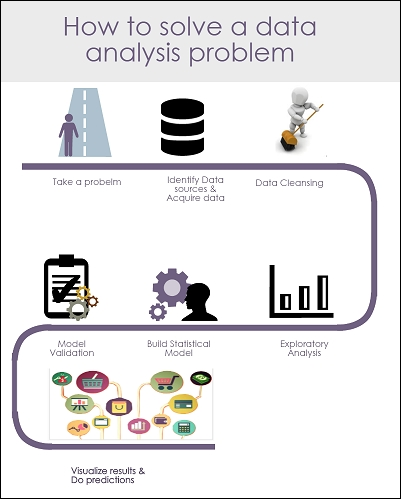 How to solve a data
analysis problem
Take a probelm
Identify Data
sources &
Acquire data
Data Cleansing
Model
Validation
Build Statistical
Model
Exploratory
Analysis
Visualize results &
Do predictions